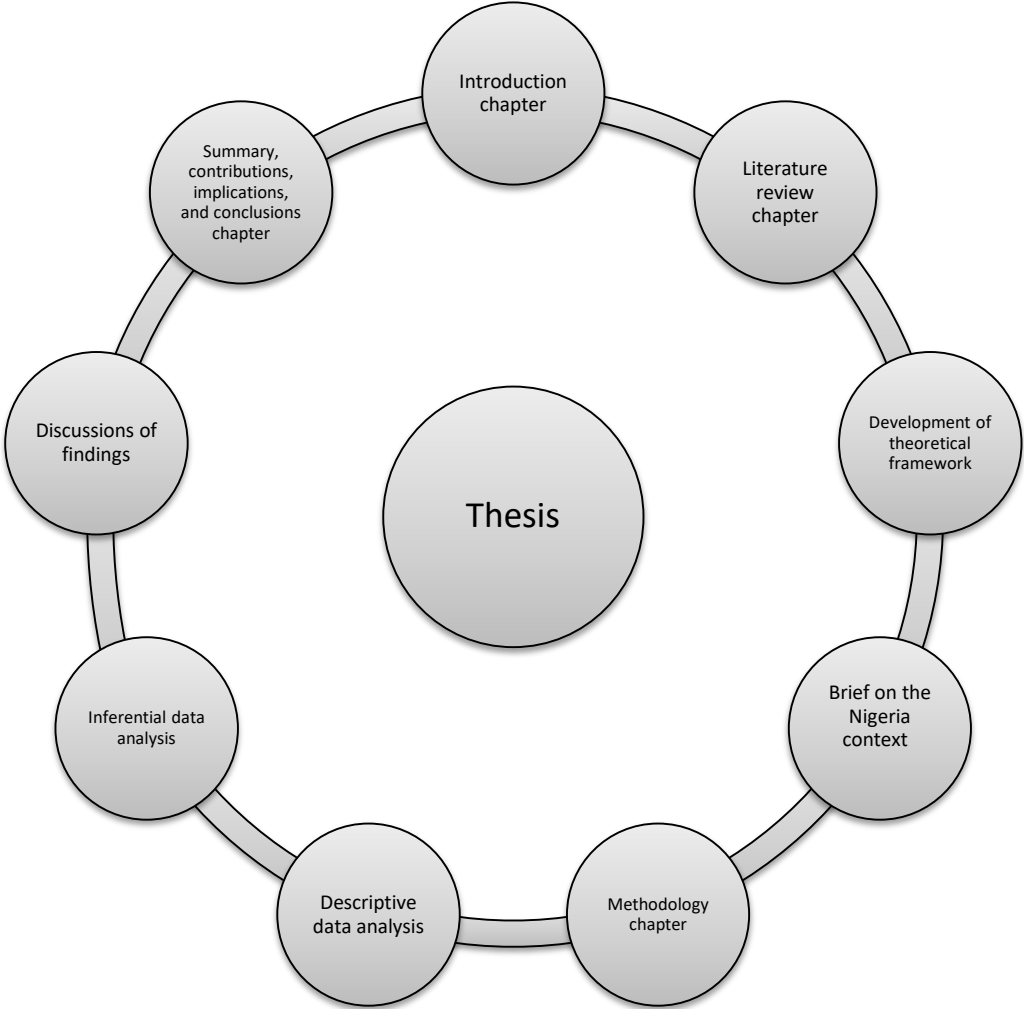 Introduction
chapter
Literature
review
chapter
Development of
theoretical
framework
Brief on the
Nigeria
context
Methodology
chapter
Descriptive
data analysis
Inferential data
analysis
Discussions of
findings
Summary,
contributions,
implications,
and conclusions
chapter
Thesis